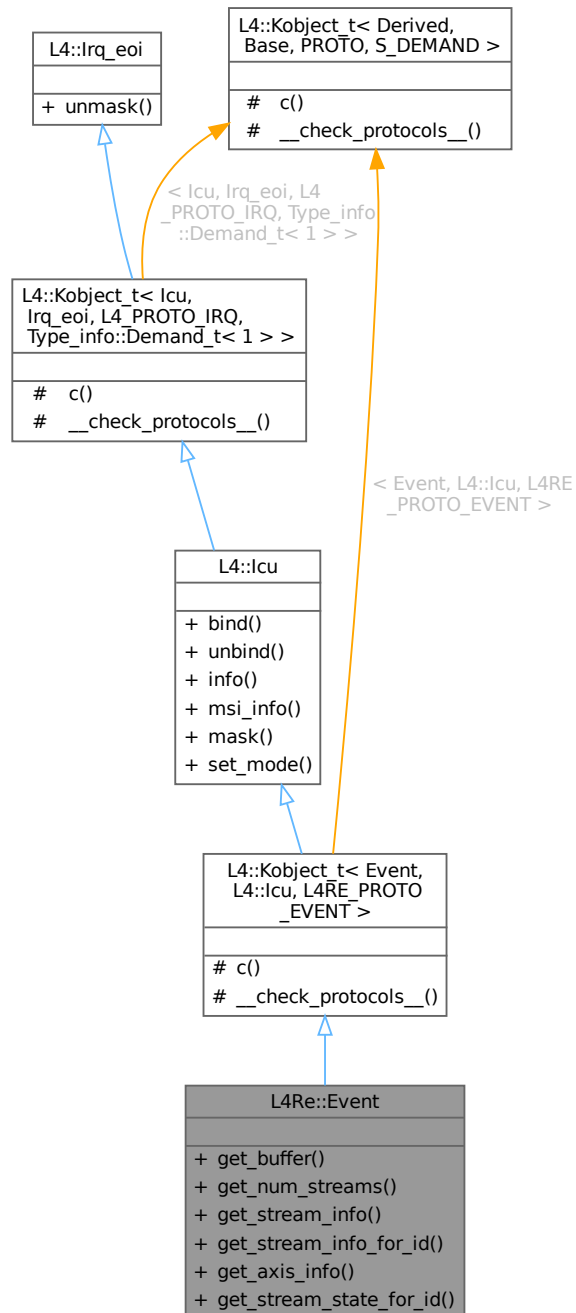 L4::Irq_eoi
+ unmask()
L4::Kobject_t< Derived,
Base, PROTO, S_DEMAND >
# c()
# __check_protocols__()
< Icu, Irq_eoi, L4
_PROTO_IRQ, Type_info
::Demand_t< 1 > >
L4::Kobject_t< Icu,
Irq_eoi, L4_PROTO_IRQ,
Type_info::Demand_t< 1 > >
# c()
# __check_protocols__()
< Event, L4::Icu, L4RE
_PROTO_EVENT >
L4::Icu
+ bind()
+ unbind()
+ info()
+ msi_info()
+ mask()
+ set_mode()
L4::Kobject_t< Event,
L4::Icu, L4RE_PROTO
_EVENT >
# c()
# __check_protocols__()
L4Re::Event
+ get_buffer()
+ get_num_streams()
+ get_stream_info()
+ get_stream_info_for_id()
+ get_axis_info()
+ get_stream_state_for_id()